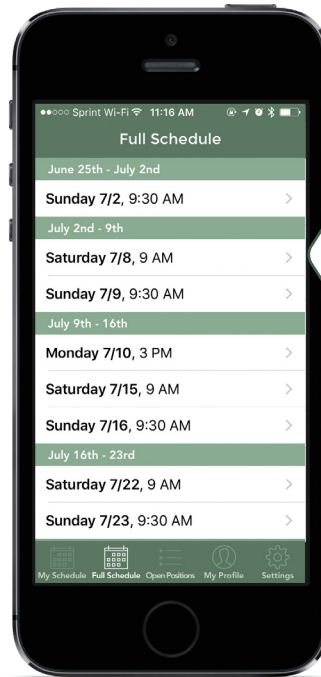 Sprint Wi-Fi 11:16 AM
Full Schedule
June 25th - July 2nd
Sunday 7/2, 9:30 AM
July 2nd - 9th
Saturday 7/8, 9 AM
Sunday 7/9, 9:30 AM
July 9th - 16th
Monday 7/10, 3 PM
Saturday 7/15, 9 AM
Sunday 7/16, 9:30 AM
July 16th - 23rd
Saturday 7/22, 9 AM
Sunday 7/23, 9:30 AM
My Schedule Full Schedule Open Positions My Profile Settings